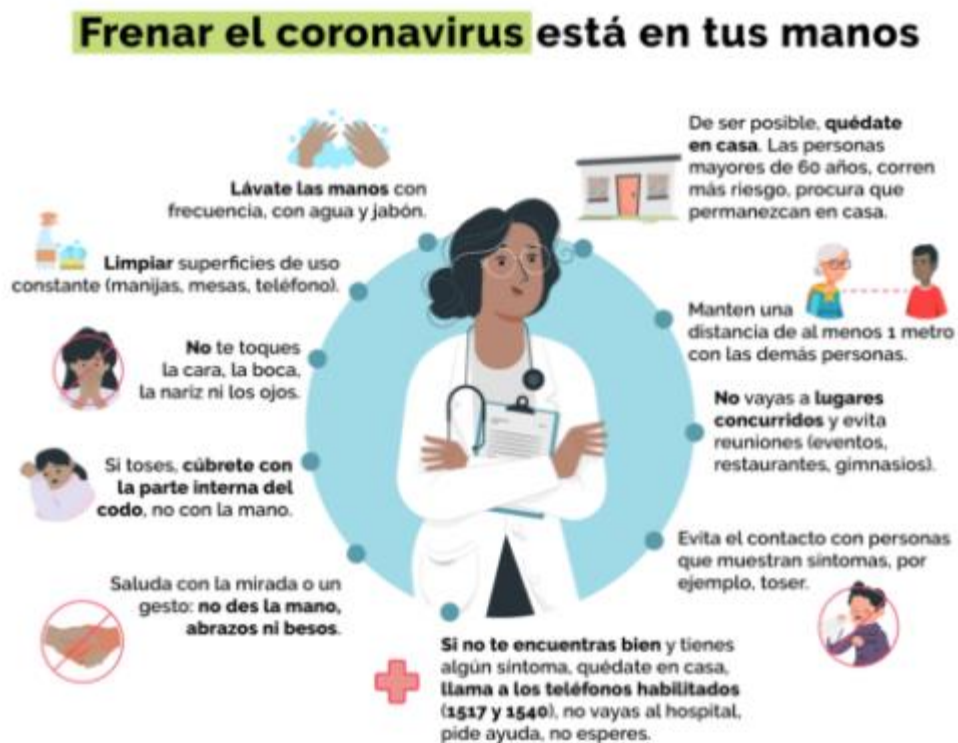 Frenar el coronavirus está en tus manos
Lávate las manos con
frecuencia, con agua y jabón.
Limpiar superficies de uso
constante (manijas, mesas, teléfono).
No te toques
la cara, la boca,
la nariz ni los ojos.
Si toses, cúbrete con
la parte interna del
codo, no con la mano.
Saluda con la mirada o un
gesto: no des la mano,
abrazos ni besos.
De ser posible, quédate
en casa. Las personas
mayores de 60 años, corren
más riesgo, procura que
permanezcan en casa.
Manten una
distancia de al menos 1 metro
con las demás personas.
No vayas a lugares
concurridos y evita
reuniones (eventos,
restaurantes, gimnasios).
Evita el contacto con personas
que muestran síntomas, por
ejemplo, toser.
Si no te encuentras bien y tienes
algún síntoma, quédate en casa,
llama a los teléfonos habilitados
(1517 y 1540), no vayas al hospital,
pide ayuda, no esperes.